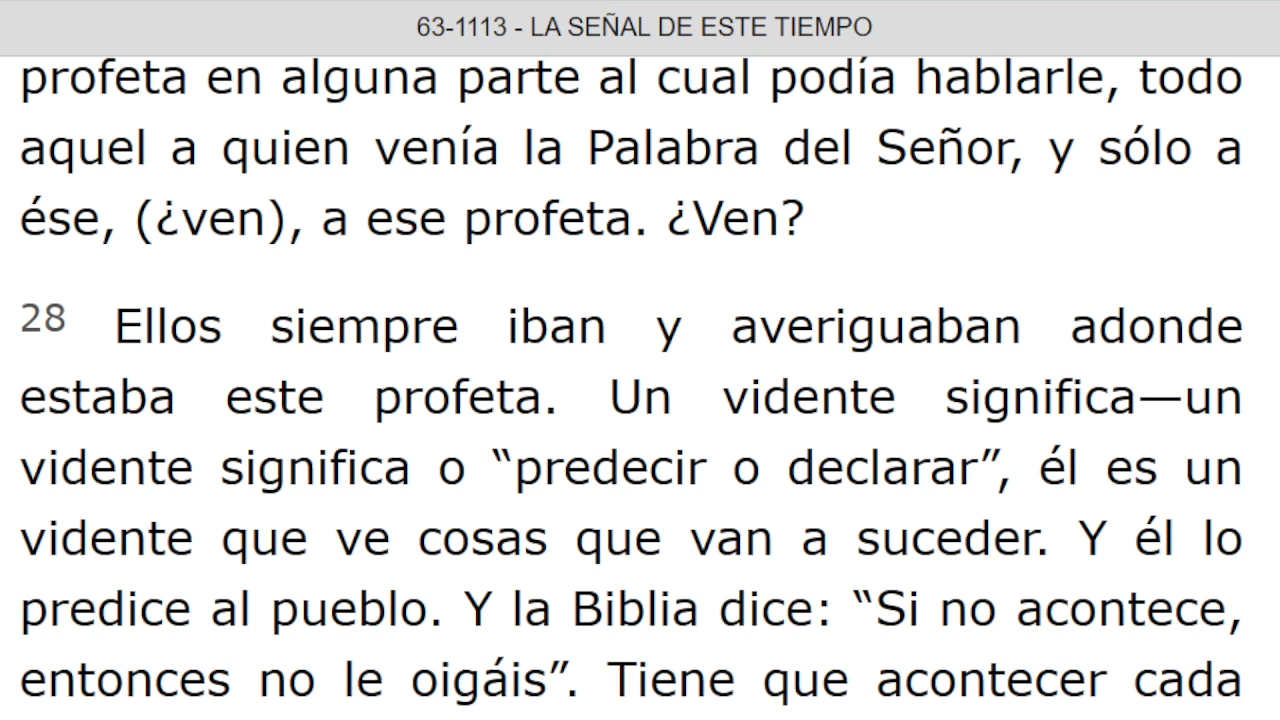 63-1113 - LA SEÑAL DE ESTE TIEMPO
profeta en alguna parte al cual podía hablarle, todo
aquel a quien venía la Palabra del Señor, y sólo a
ése, (¿ven), a ese profeta. ¿Ven?
28 Ellos siempre iban y averiguaban adonde
estaba este profeta. Un vidente significa—un
vidente significa o “predecir o declarar”, él es un
vidente que ve cosas que van a suceder. Y él lo
predice al pueblo. Y la Biblia dice: “Si no acontece,
entonces no le oigáis”. Tiene que acontecer cada